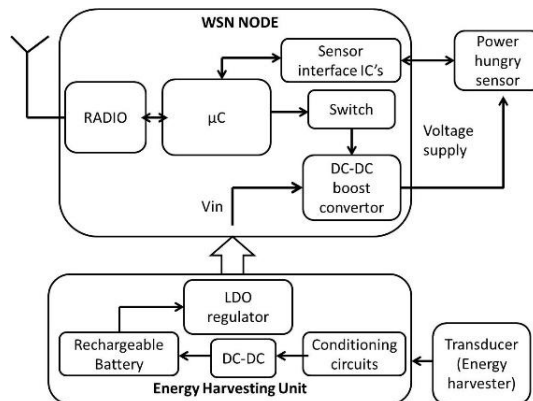 WSN NODE
Sensor
interface IC's
Power
hungry
sensor
RADIO
µC
Switch
Voltage
supply
DC-DC
boost
convertor
Vin
LDO
regulator
Rechargeable
Battery
DC-DC
Conditioning
circuits
Transducer
(Energy
harvester)
Energy Harvesting Unit